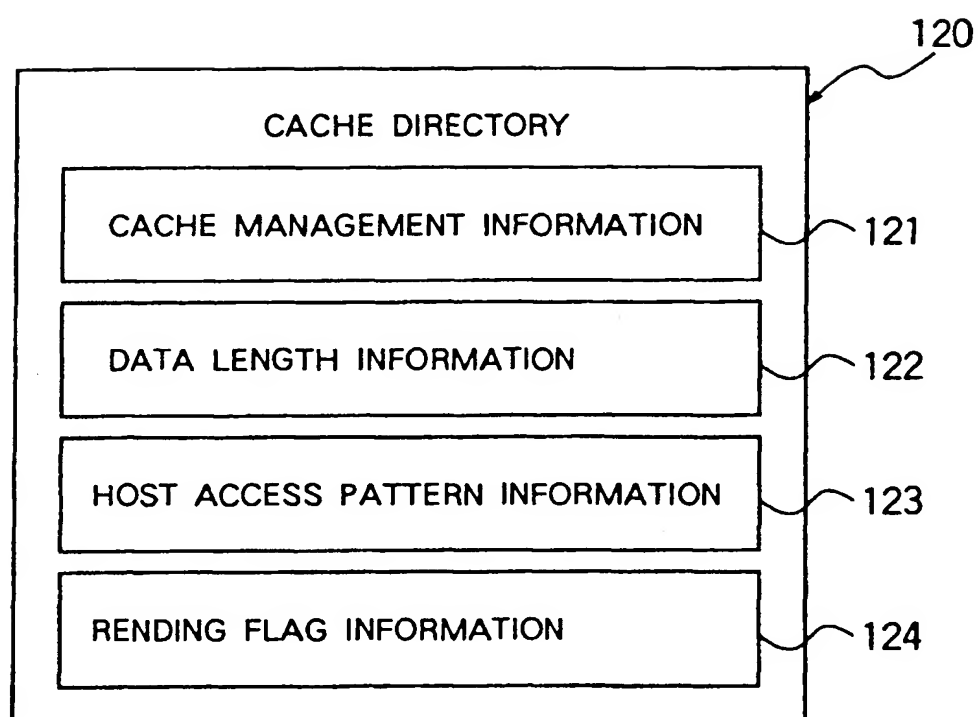 120
CACHE DIRECTORY
CACHE MANAGEMENT INFORMATION
121
DATA LENGTH INFORMATION
122
HOST ACCESS PATTERN INFORMATION
123
RENDING FLAG INFORMATION
124